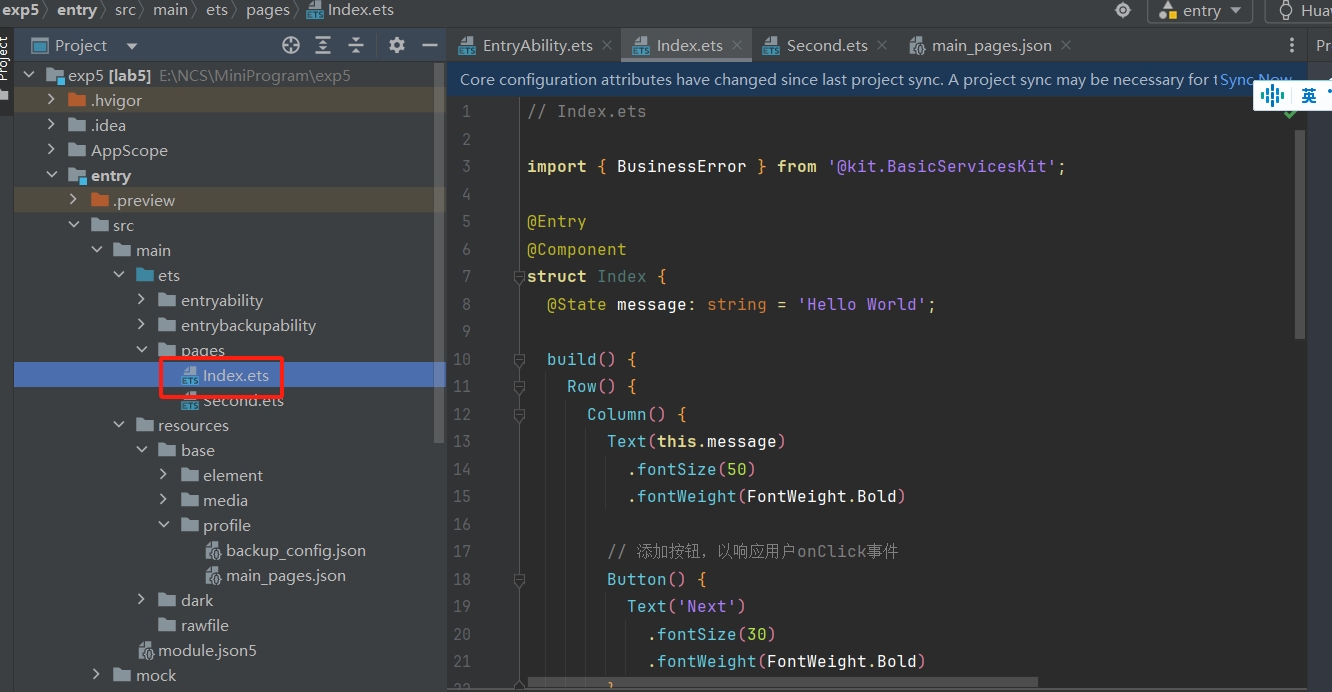 exp5 entry src main ets pages Index.ets entry Huaw
Project EntryAbility.ets Index.ets Second.ets main_pages.json Pr
Project
exp5 [lab5] E:\NCS\MiniProgram\exp5
.hvigor
.idea
AppScope
entry
.preview
src
main
ets
entryability
entrybackupability
pages
Index.ets
Second.ets
resources
base
element
media
profile
backup_config.json
main_pages.json
dark
rawfile
module.json5
mock
Core configuration attributes have changed since last project sync. A project sync may be necessary for t Sync Now
英
1 // Index.ets
2
3 import { BusinessError } from '@kit.BasicServicesKit';
4
5 @Entry
6 @Component
7 struct Index {
8 @State message: string = 'Hello World';
9
10 build() {
11 Row() {
12 Column() {
13 Text(this.message)
14 .fontSize(50)
15 .fontWeight(FontWeight.Bold)
16
17 // 添加按钮，以响应用户onClick事件
18 Button() {
19 Text('Next')
20 .fontSize(30)
21 .fontWeight(FontWeight.Bold)
22 }